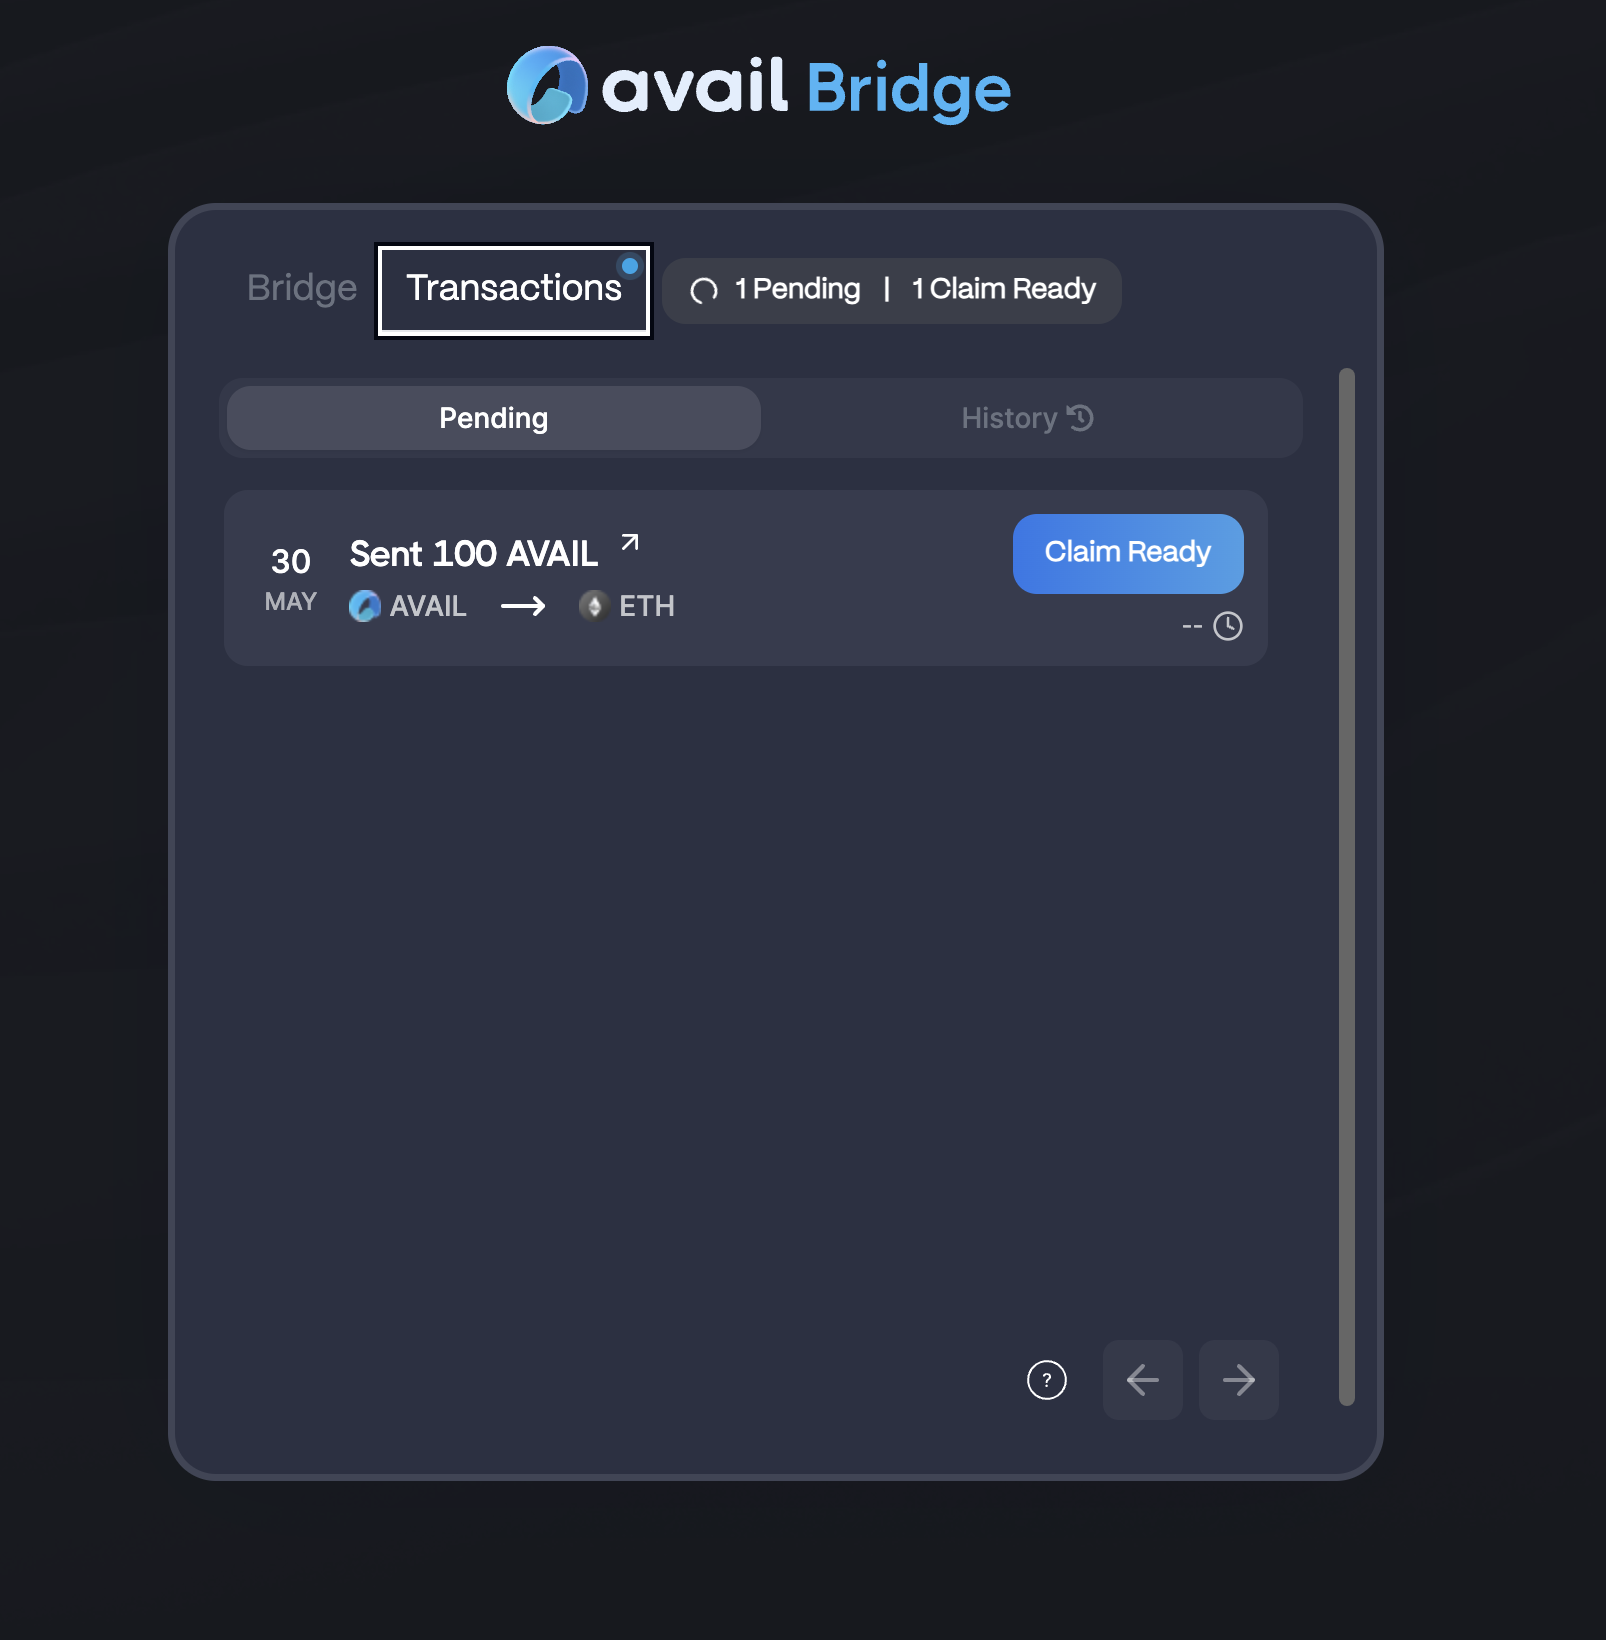 avail Bridge
Bridge Transactions 1 Pending | 1 Claim Ready
Pending History
30 MAY
Sent 100 AVAIL
AVAIL → ETH
Claim Ready
--
?